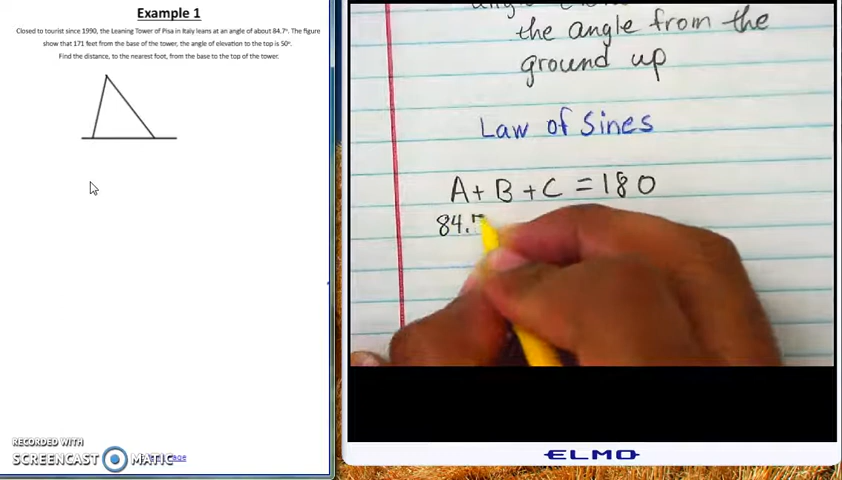 Example 1
Closed to tourist since 1990, the Leaning Tower of Pisa in Italy leans at an angle of about 84.7º. The figure
show that 171 feet from the base of the tower, the angle of elevation to the top is 50º.
Find the distance, to the nearest foot, from the base to the top of the tower.
RECORDED WITH
SCREENCAST MATIC
the angle from the
ground up
Law of Sines
A + B + C = 180
84.7
ELMO